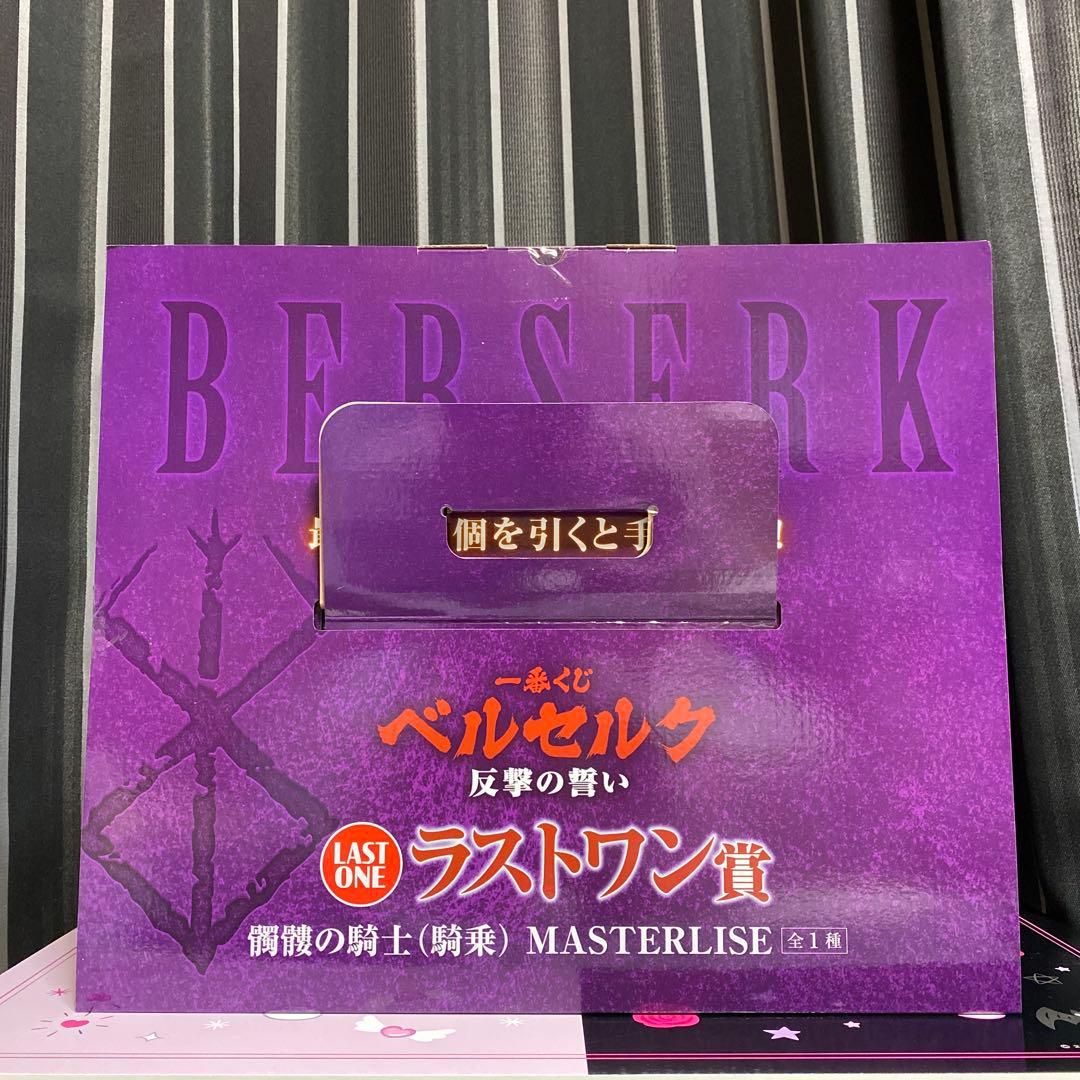 BERSERK
個を引くと手
一番くじ
ベルセルク
反撃の誓い
LAST ONE
ラストワン賞
髑髏の騎士(騎乗) MASTERLISE 全1種